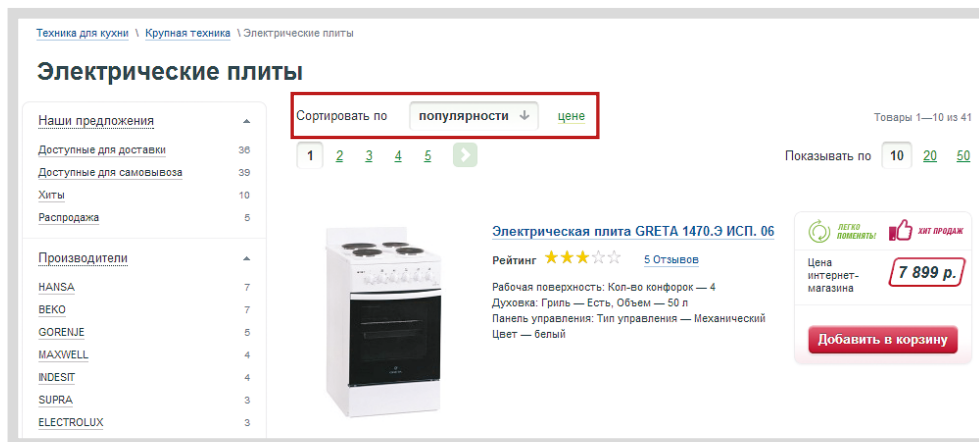 Техника для кухни \ Крупная техника \ Электрические плиты
Электрические плиты
Наши предложения
Доступные для доставки 36
Доступные для самовывоза 39
Хиты 10
Распродажа 5
Производители
HANSA 7
BEKO 7
GORENJE 5
MAXWELL 4
INDESIT 4
SUPRA 3
ELECTROLUX 3
Сортировать по популярности цене
Товары 1—10 из 41
1 2 3 4 5
Показывать по 10 20 50
Электрическая плита GRETA 1470.Э ИСП. 06
Рейтинг 5 Отзывов
Рабочая поверхность: Кол-во конфорок — 4
Духовка: Гриль — Есть, Объем — 50 л
Панель управления: Тип управления — Механический
Цвет — белый
ЛЕГКО ПОМЕНЯТЬ!
ХИТ ПРОДАЖ
Цена
интернет-
магазина
7 899 р.
Добавить в корзину